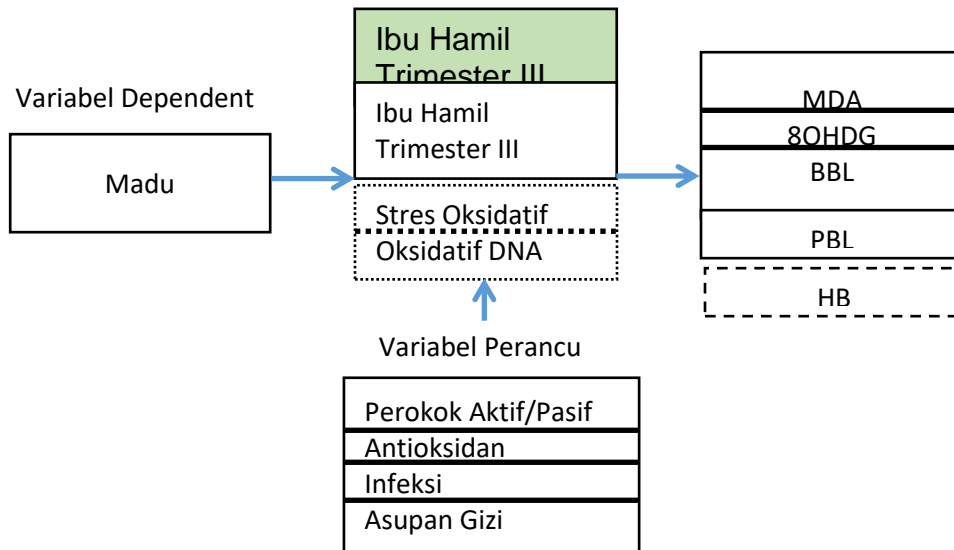 Ibu Hamil
Trimester III
Variabel Dependent
Madu
Ibu Hamil
Trimester III
Stres Oksidatif
Oksidatif DNA
MDA
8OHDG
BBL
PBL
HB
Variabel Perancu
Perokok Aktif/Pasif
Antioksidan
Infeksi
Asupan Gizi